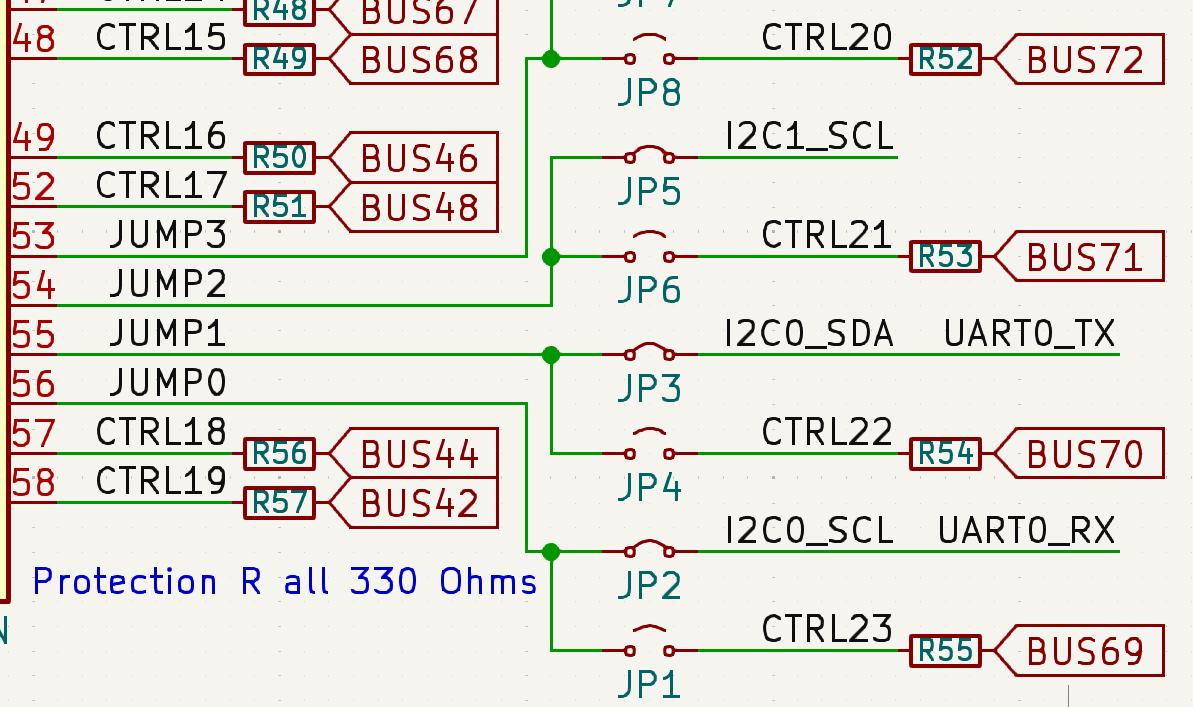 R48 BUS67 JP7
48 CTRL15 R49 BUS68 CTRL20 R52 BUS72
JP8
49 CTRL16 R50 BUS46 I2C1_SCL
52 CTRL17 R51 BUS48 JP5
53 JUMP3 CTRL21 R53 BUS71
54 JUMP2 JP6
55 JUMP1 I2C0_SDA UART0_TX
56 JUMP0 JP3
57 CTRL18 R56 BUS44 CTRL22 R54 BUS70
58 CTRL19 R57 BUS42 JP4
I2C0_SCL UART0_RX
Protection R all 330 Ohms JP2
CTRL23 R55 BUS69
JP1